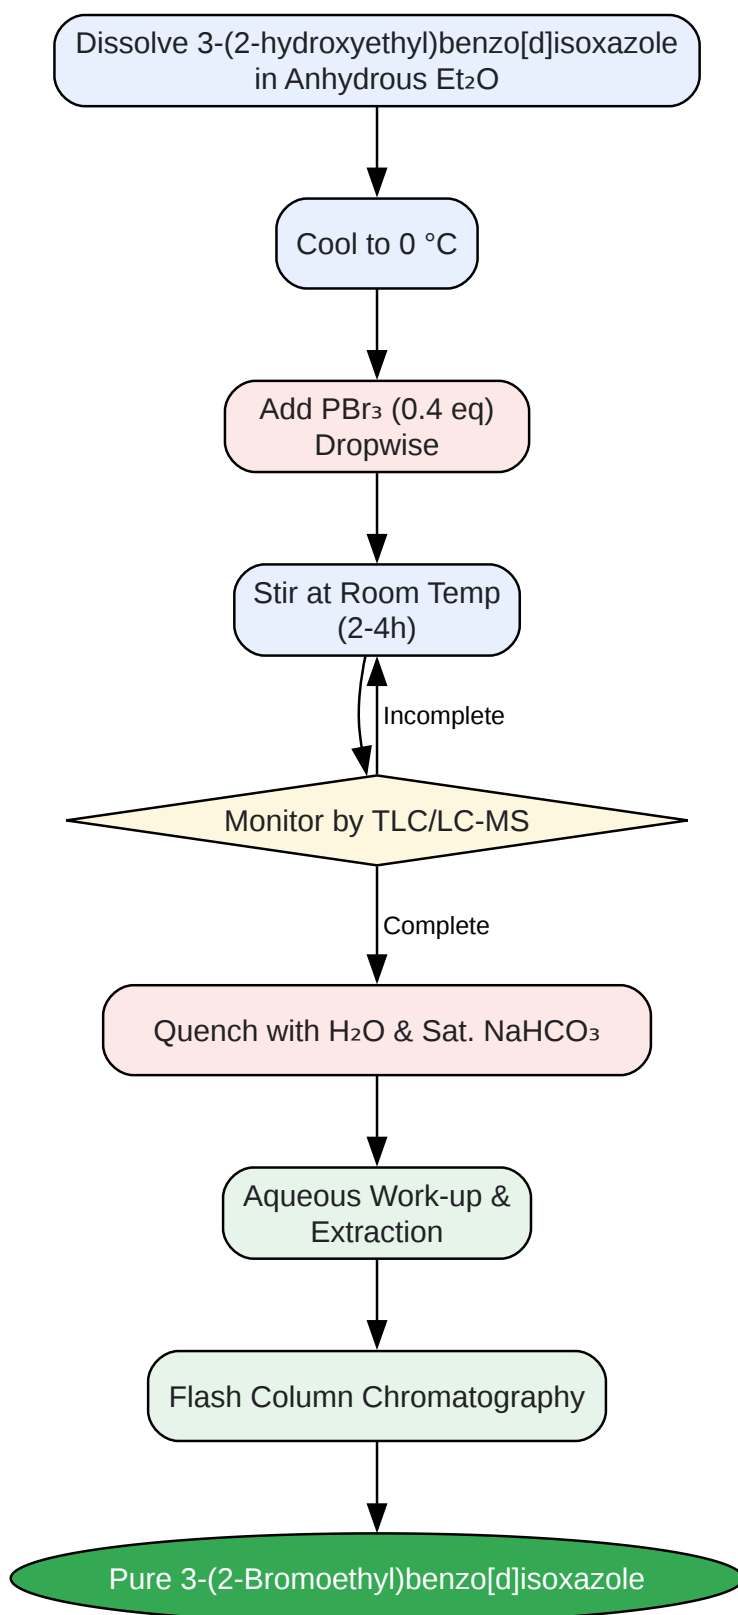 Dissolve 3-(2-hydroxyethyl)benzo[d]isoxazole
in Anhydrous Et₂O
Cool to 0 °C
Add PBr₃ (0.4 eq)
Dropwise
Stir at Room Temp
(2-4h)
Incomplete
Monitor by TLC/LC-MS
Complete
Quench with H₂O & Sat. NaHCO₃
Aqueous Work-up &
Extraction
Flash Column Chromatography
Pure 3-(2-Bromoethyl)benzo[d]isoxazole